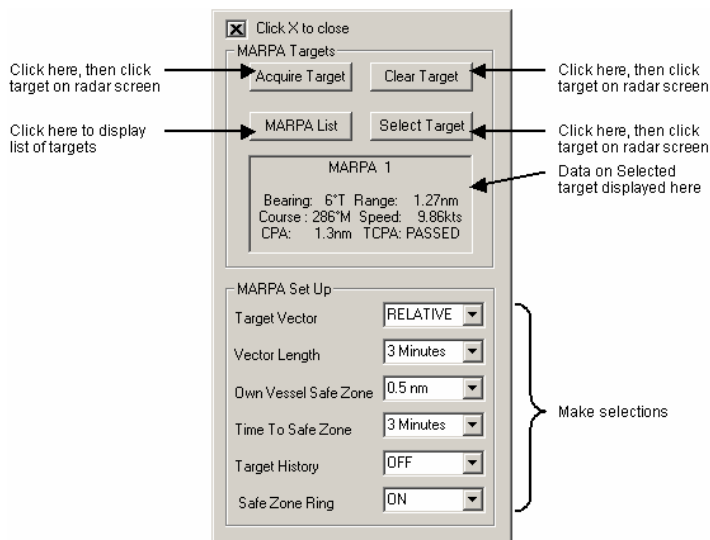 Click X to close
MARPA Targets
Click here, then click
target on radar screen
Acquire Target
Clear Target
Click here, then click
target on radar screen
Click here to display
list of targets
MARPA List
Select Target
Click here, then click
target on radar screen
MARPA 1
Bearing: 6°T Range: 1.27nm
Course : 286°M Speed: 9.86kts
CPA: 1.3nm TCPA: PASSED
Data on Selected
target displayed here
MARPA Set Up
Target Vector RELATIVE
Vector Length 3 Minutes
Own Vessel Safe Zone 0.5 nm
Time To Safe Zone 3 Minutes
Target History OFF
Safe Zone Ring ON
Make selections